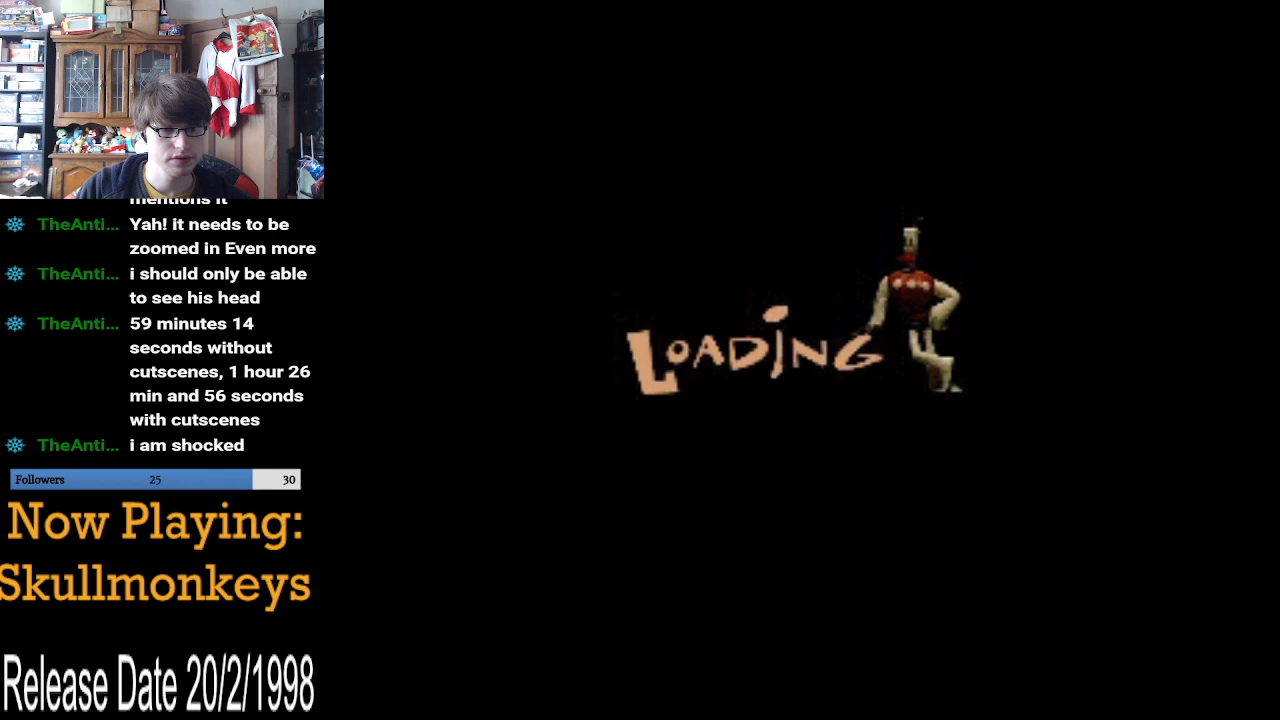 mentions it
TheAnti... Yah! it needs to be
zoomed in Even more
TheAnti... i should only be able
to see his head
TheAnti... 59 minutes 14
seconds without
cutscenes, 1 hour 26
min and 56 seconds
with cutscenes
TheAnti... i am shocked
Followers 25 30
Now Playing:
Skullmonkeys
Release Date 20/2/1998
LOADiNG